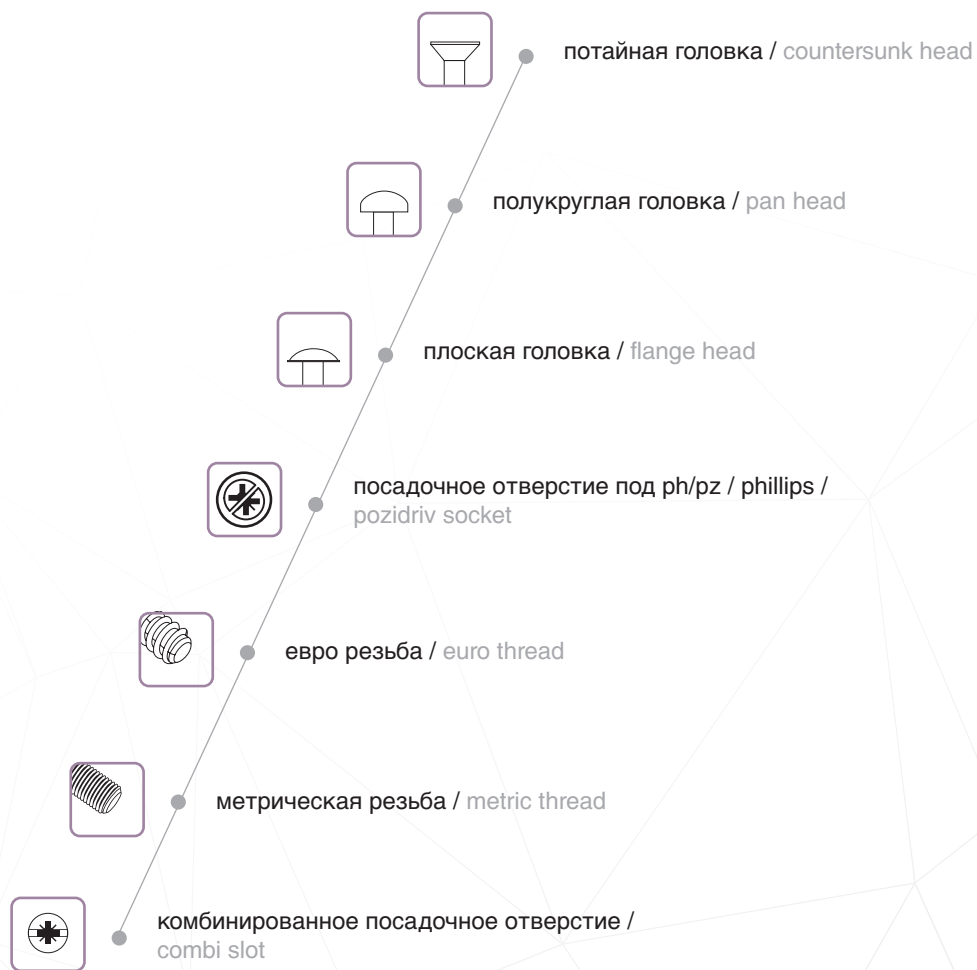 потайная головка / countersunk head
полукруглая головка / pan head
плоская головка / flange head
посадочное отверстие под ph/pz / phillips /
pozidriv socket
евро резьба / euro thread
метрическая резьба / metric thread
комбинированное посадочное отверстие /
combi slot